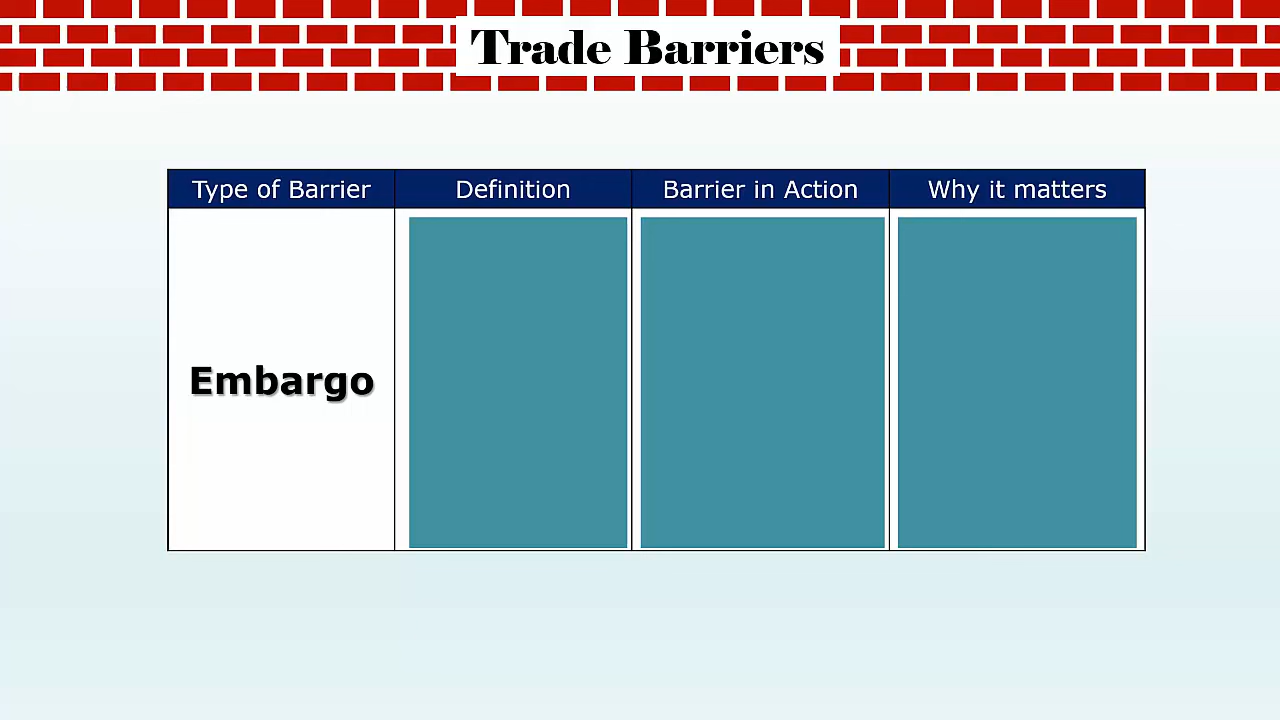 Trade Barriers
Type of Barrier Definition Barrier in Action Why it matters
Embargo